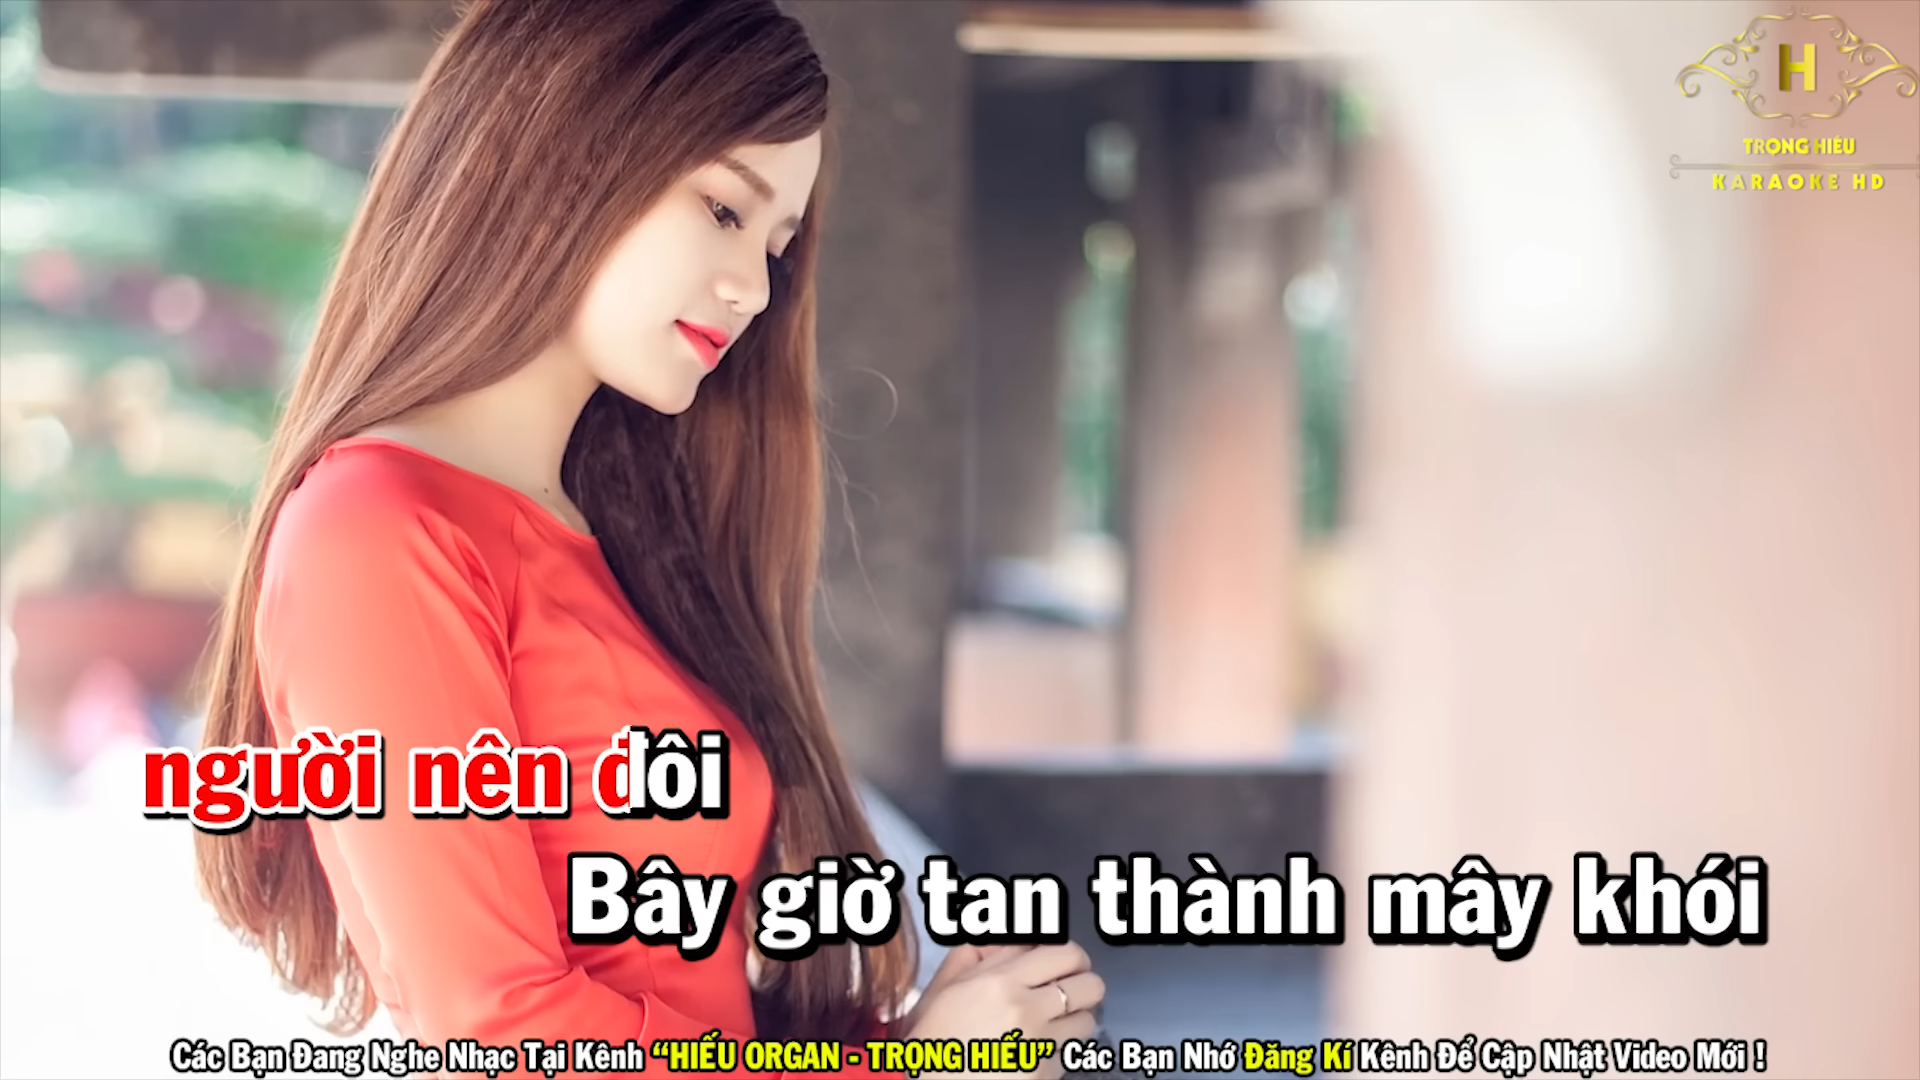 H
TRỌNG HIẾU
KARAOKE HD
người nên đôi
Bây giờ tan thành mây khói
Các Bạn Đang Nghe Nhạc Tại Kênh “HIẾU ORGAN - TRỌNG HIẾU” Các Bạn Nhớ Đăng Kí Kênh Để Cập Nhật Video Mới !